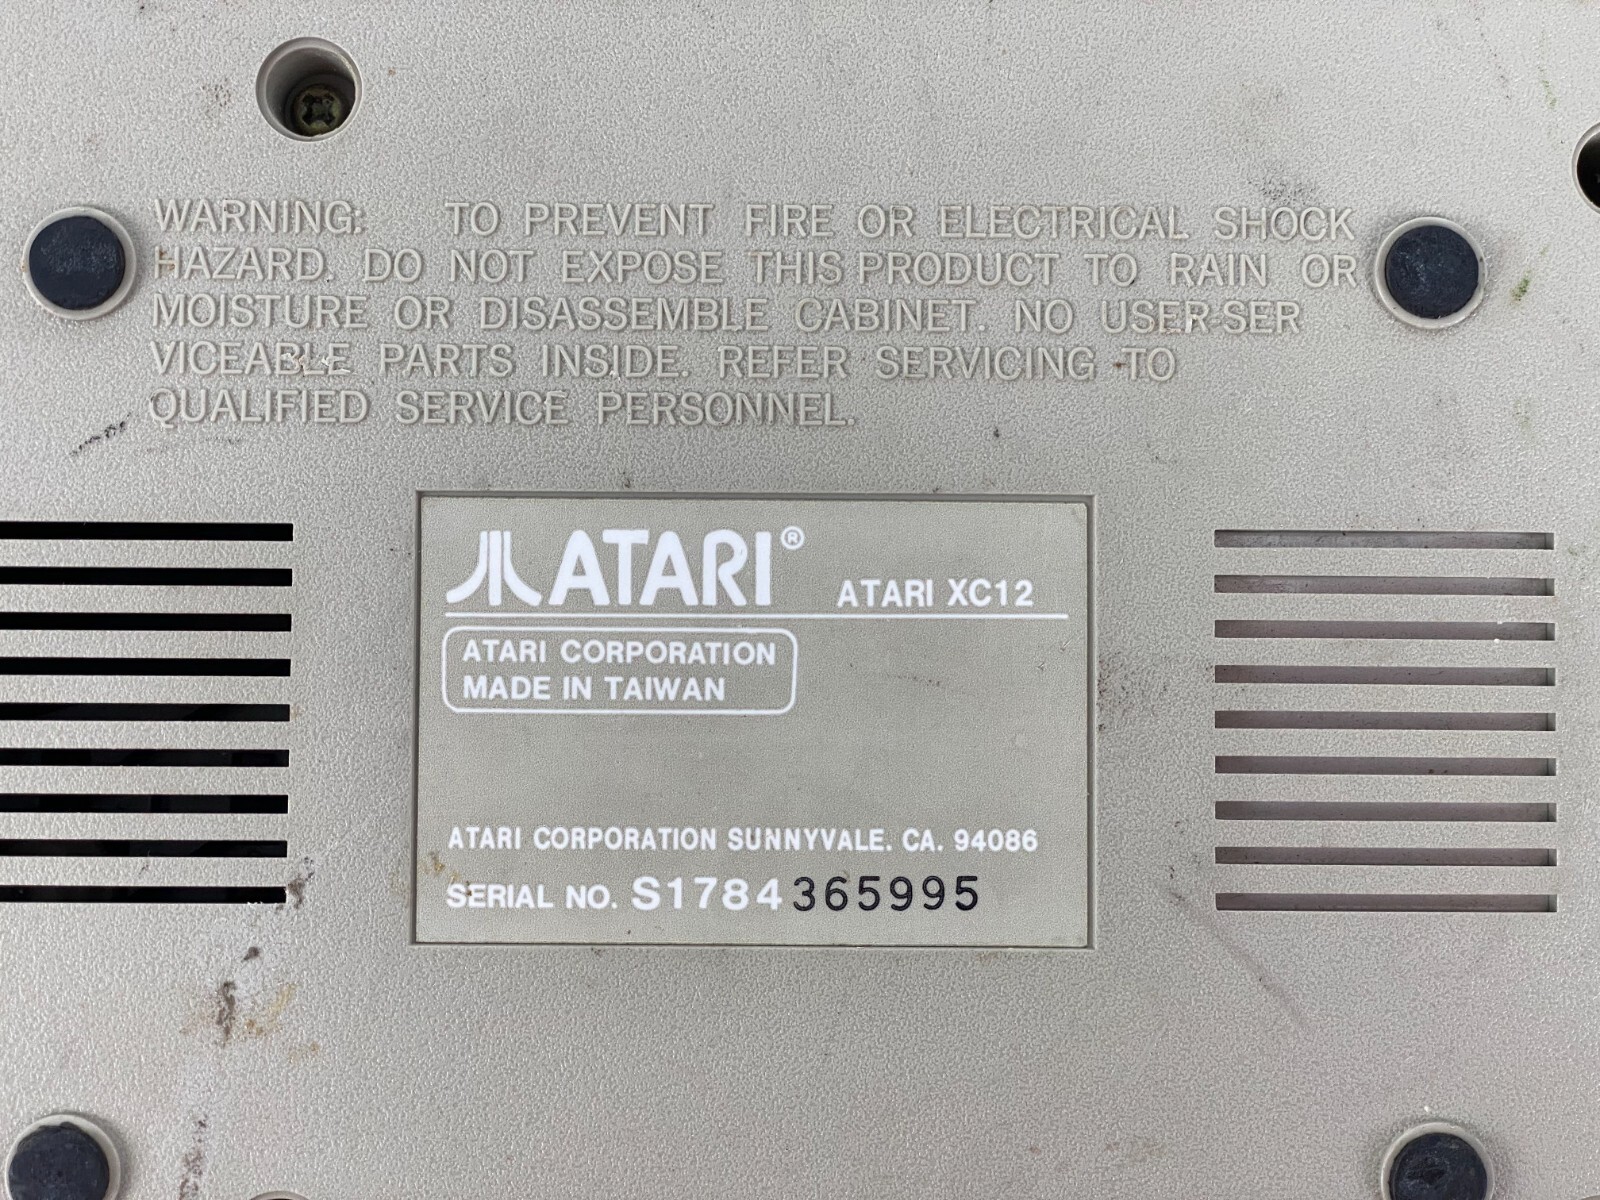 WARNING: TO PREVENT FIRE OR ELECTRICAL SHOCK
HAZARD. DO NOT EXPOSE THIS PRODUCT TO RAIN OR
MOISTURE OR DISASSEMBLE CABINET. NO USER-SER
VICEABLE PARTS INSIDE. REFER SERVICING TO
QUALIFIED SERVICE PERSONNEL.
ATARI® ATARI XC12
ATARI CORPORATION
MADE IN TAIWAN
ATARI CORPORATION SUNNYVALE. CA. 94086
SERIAL NO. S1784 365995